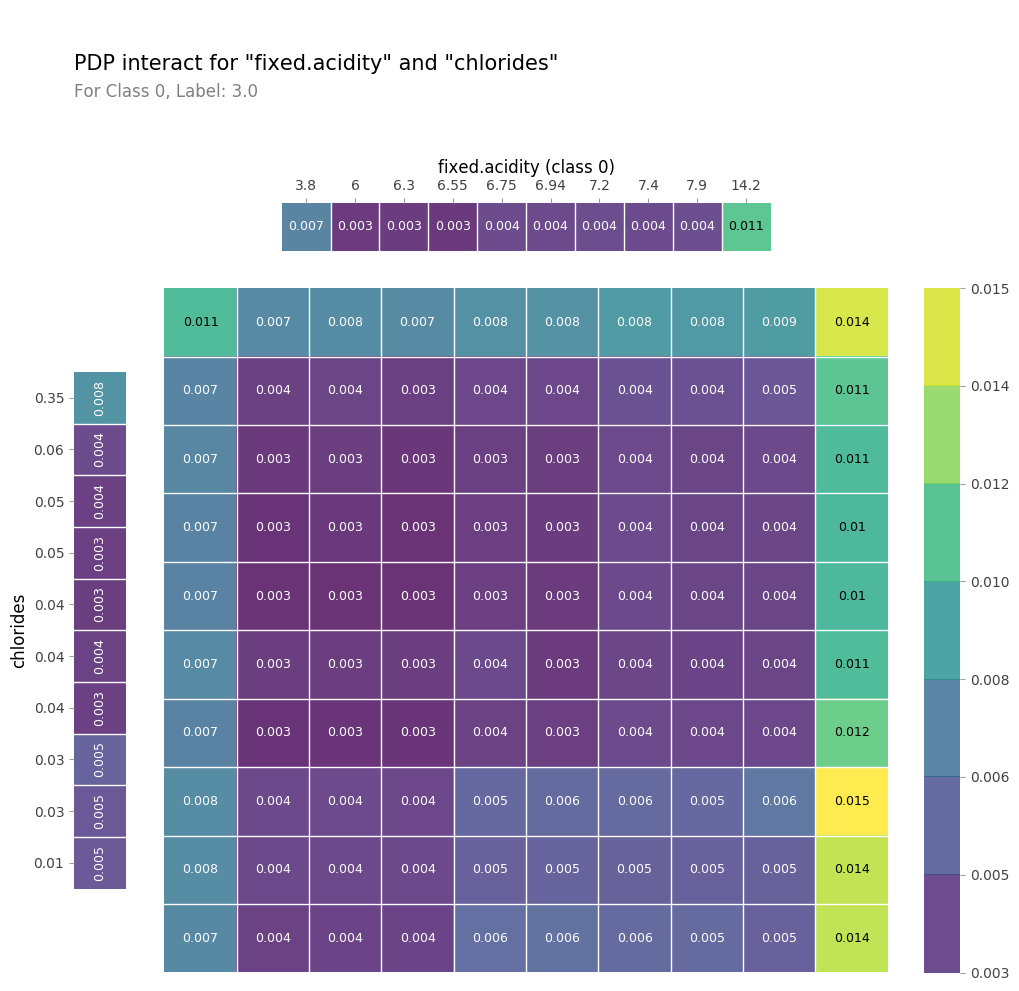 PDP interact for "fixed.acidity" and "chlorides"
For Class 0, Label: 3.0
fixed.acidity (class 0)
3.8 6 6.3 6.55 6.75 6.94 7.2 7.4 7.9 14.2
0.007 0.003 0.003 0.003 0.004 0.004 0.004 0.004 0.004 0.011
chlorides
0.35
0.06
0.05
0.05
0.04
0.04
0.04
0.03
0.03
0.01
0.008
0.004
0.004
0.003
0.003
0.004
0.003
0.005
0.005
0.005
0.011 0.007 0.008 0.007 0.008 0.008 0.008 0.008 0.009 0.014
0.007 0.004 0.004 0.003 0.004 0.004 0.004 0.004 0.005 0.011
0.007 0.003 0.003 0.003 0.003 0.003 0.004 0.004 0.004 0.011
0.007 0.003 0.003 0.003 0.003 0.003 0.004 0.004 0.004 0.01
0.007 0.003 0.003 0.003 0.003 0.003 0.004 0.004 0.004 0.01
0.007 0.003 0.003 0.003 0.004 0.003 0.004 0.004 0.004 0.011
0.007 0.003 0.003 0.003 0.004 0.003 0.004 0.004 0.004 0.012
0.008 0.004 0.004 0.004 0.005 0.006 0.006 0.005 0.006 0.015
0.008 0.004 0.004 0.004 0.005 0.005 0.005 0.005 0.005 0.014
0.007 0.004 0.004 0.004 0.006 0.006 0.006 0.005 0.005 0.014
0.015
0.014
0.012
0.010
0.008
0.006
0.005
0.003